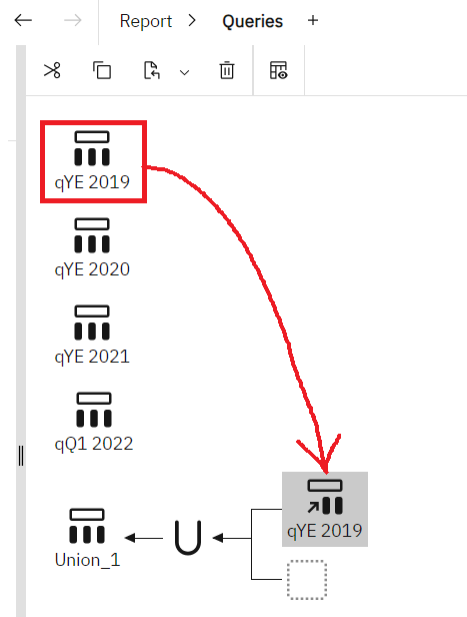 Report > Queries +
qYE 2019
qYE 2020
qYE 2021
qQ1 2022
qYE 2019
Union_1